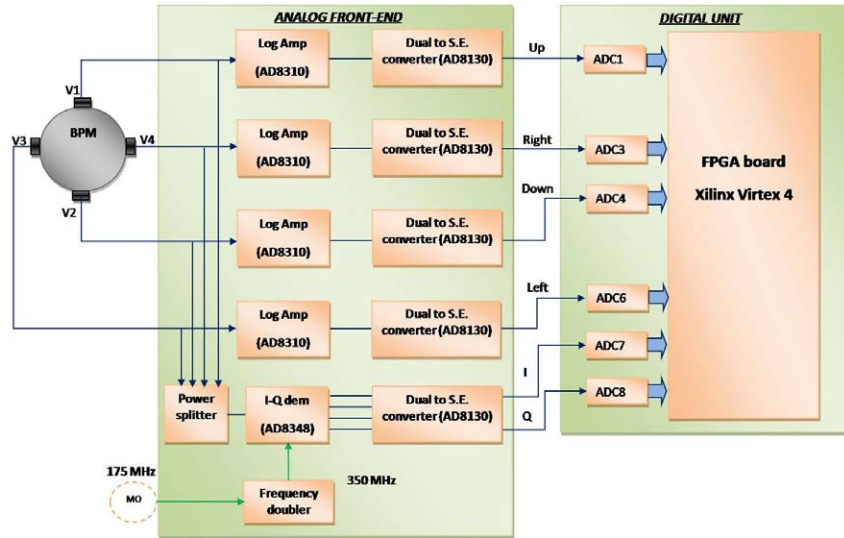 ANALOG FRONT-END
DIGITAL UNIT
Log Amp
(AD8310)
Dual to S.E.
converter (AD8130)
Up
ADC1
V1
BPM
V3
V4
V2
Log Amp
(AD8310)
Dual to S.E.
converter (AD8130)
Right
ADC3
FPGA board
Xilinx Virtex 4
Down
ADC4
Log Amp
(AD8310)
Dual to S.E.
converter (AD8130)
Left
ADC6
Log Amp
(AD8310)
Dual to S.E.
converter (AD8130)
I
ADC7
Power
splitter
I-Q dem
(AD8348)
Dual to S.E.
converter (AD8130)
Q
ADC8
175 MHz
MO
350 MHz
Frequency
doubler